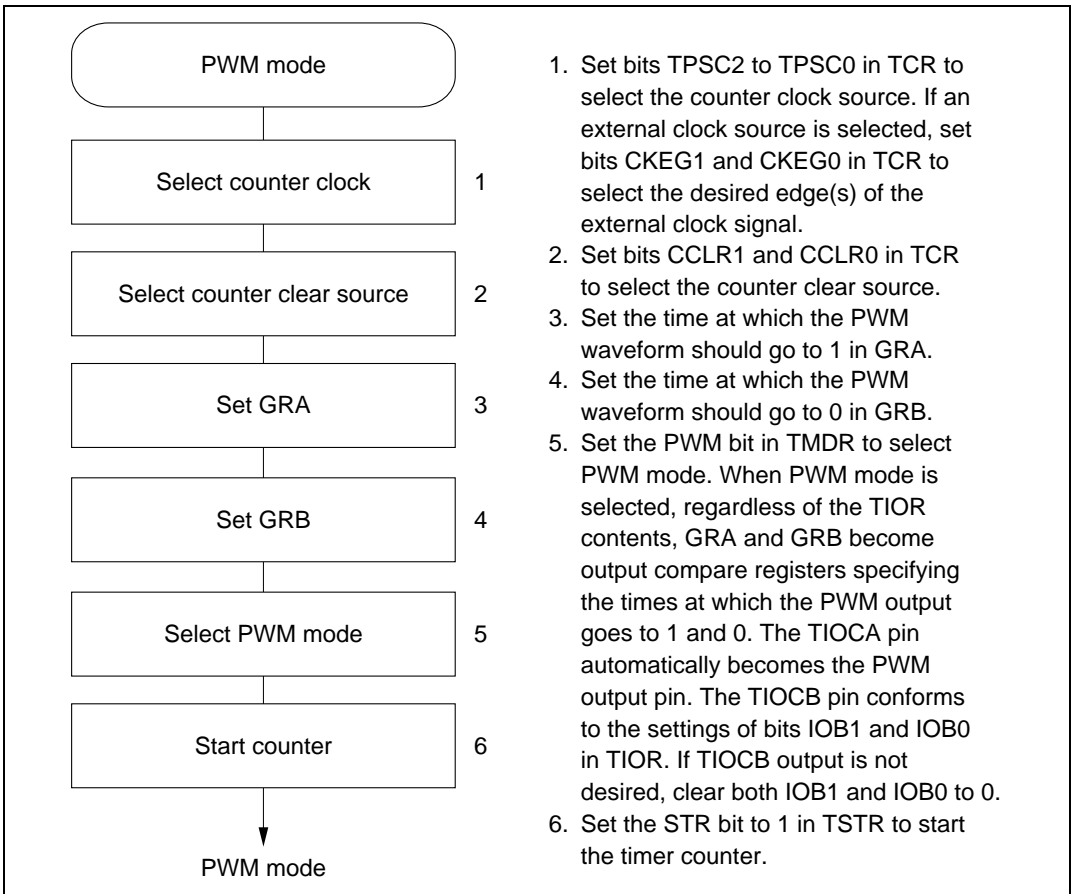 PWM mode
Select counter clock
1
Select counter clear source
2
Set GRA
3
Set GRB
4
Select PWM mode
5
Start counter
6
PWM mode
1. Set bits TPSC2 to TPSC0 in TCR to
select the counter clock source. If an
external clock source is selected, set
bits CKEG1 and CKEG0 in TCR to
select the desired edge(s) of the
external clock signal.
2. Set bits CCLR1 and CCLR0 in TCR
to select the counter clear source.
3. Set the time at which the PWM
waveform should go to 1 in GRA.
4. Set the time at which the PWM
waveform should go to 0 in GRB.
5. Set the PWM bit in TMDR to select
PWM mode. When PWM mode is
selected, regardless of the TIOR
contents, GRA and GRB become
output compare registers specifying
the times at which the PWM output
goes to 1 and 0. The TIOCA pin
automatically becomes the PWM
output pin. The TIOCB pin conforms
to the settings of bits IOB1 and IOB0
in TIOR. If TIOCB output is not
desired, clear both IOB1 and IOB0 to 0.
6. Set the STR bit to 1 in TSTR to start
the timer counter.